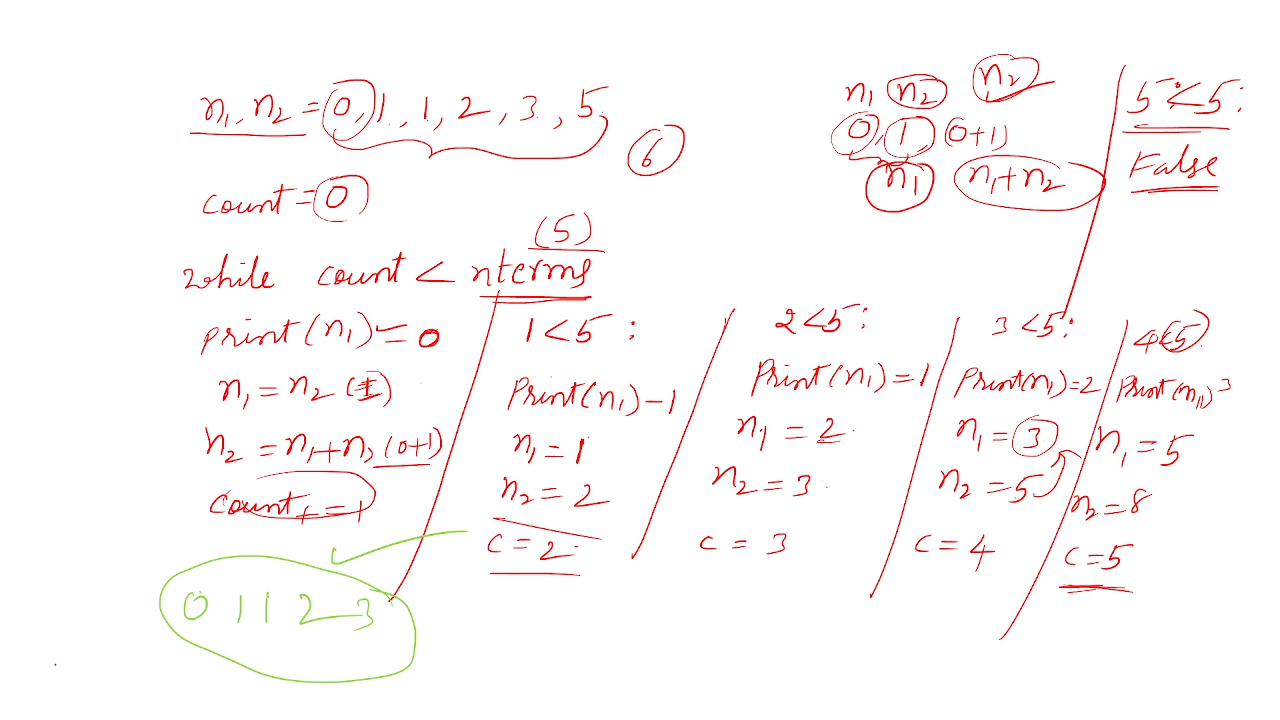 n1, n2 = 0, 1, 1, 2, 3, 5,
6
count = 0
(5)
while count < nterms
print(n1) = 0
n1 = n2 (1)
n2 = n1+n2 (0+1)
count += 1
0 1 1 2 3
1 < 5 :
Print(n1) - 1
n1 = 1
n2 = 2
c = 2
2 < 5 :
Print(n1) = 1
n1 = 2
n2 = 3
c = 3
3 < 5 :
Print(n1) = 2
n1 = 3
n2 = 5
c = 4
4 < 5
Print(n1) 3
n1 = 5
n2 = 8
c = 5
n1 n2 n2
0, 1 (0+1)
n1 n1+n2
5 < 5 :
False